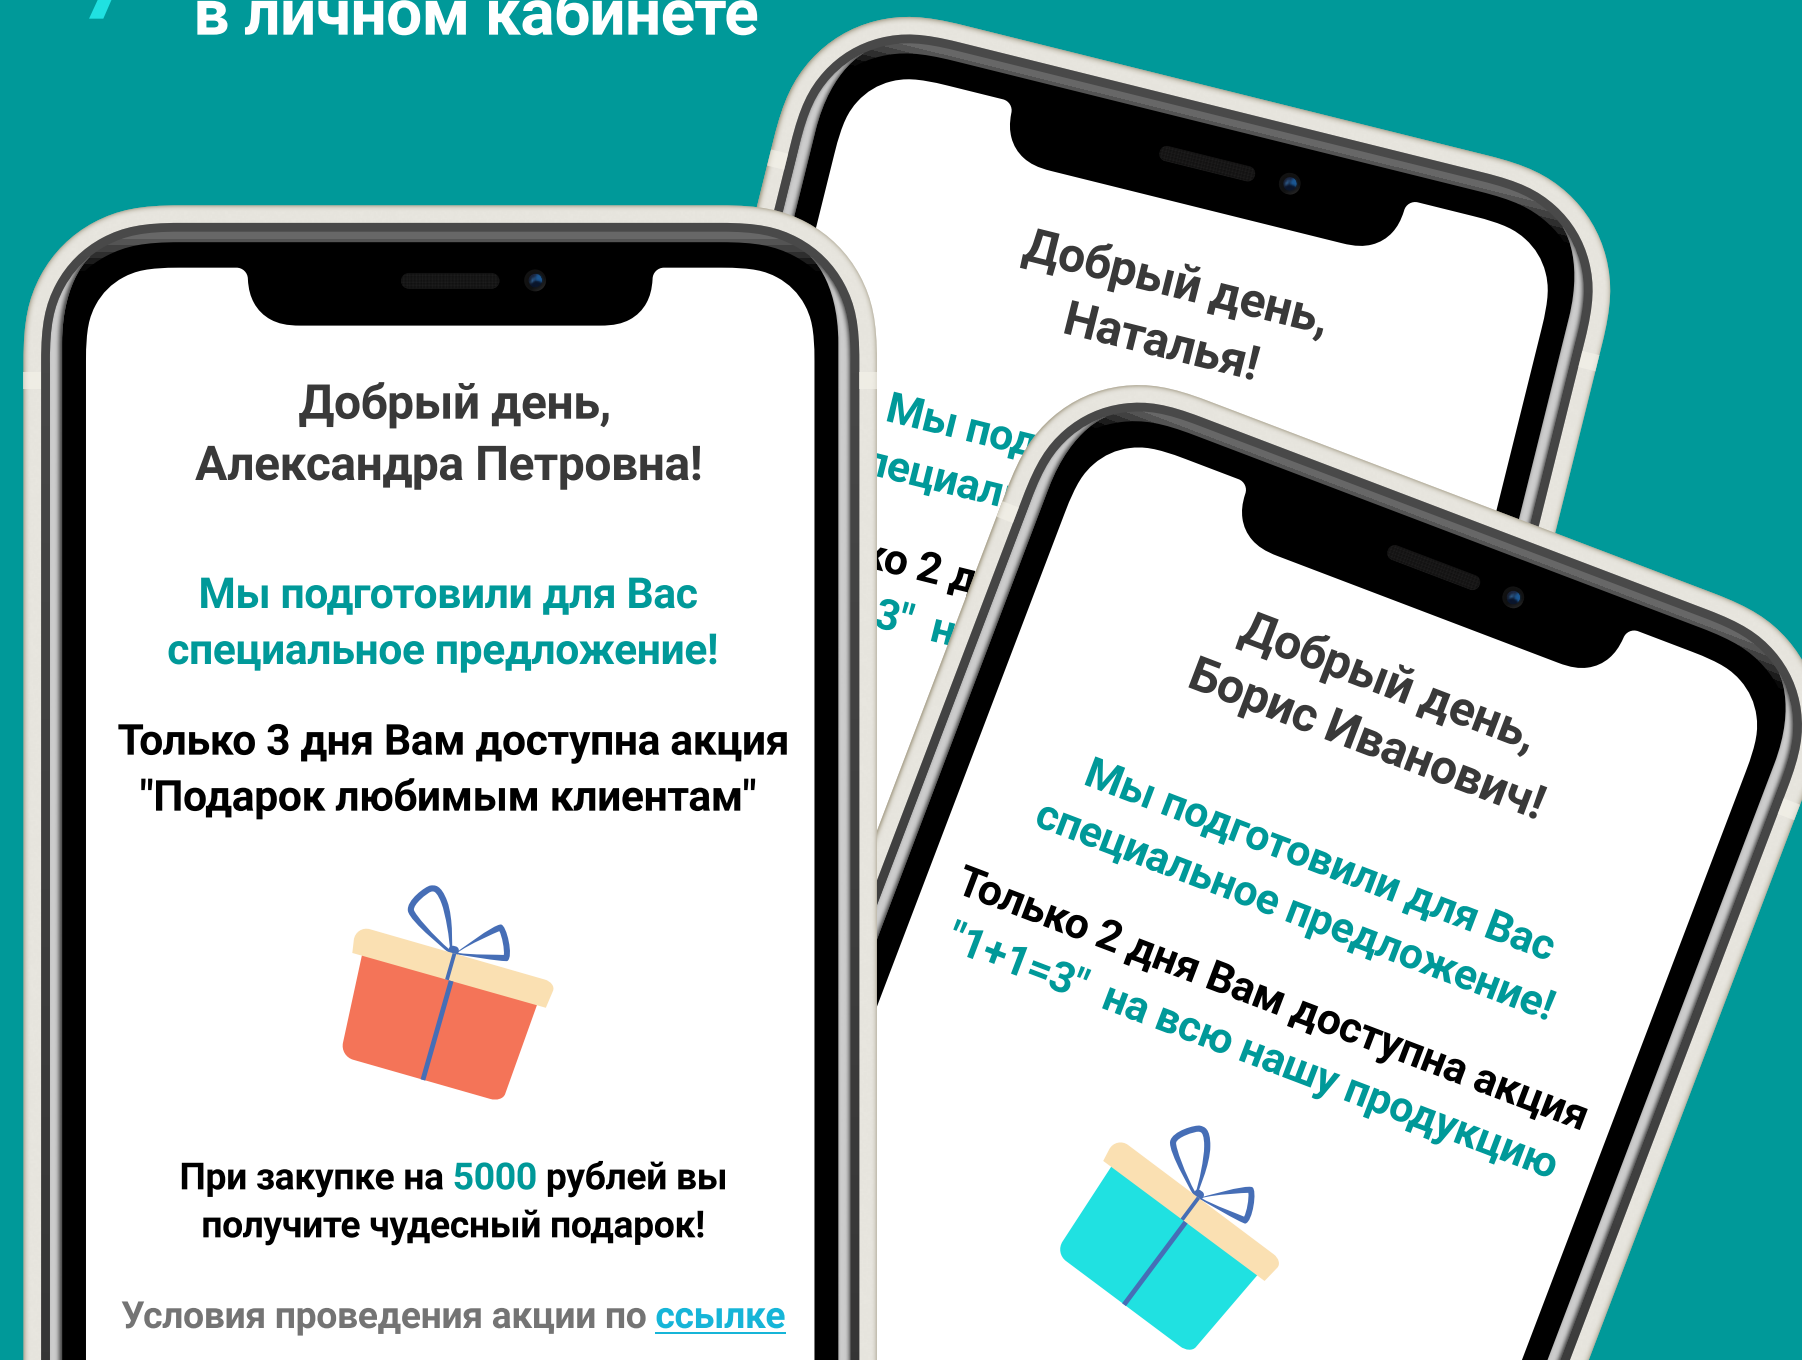 в личном кабинете
Добрый день,
Александра Петровна!
Мы подготовили для Вас
специальное предложение!
Только 3 дня Вам доступна акция
"Подарок любимым клиентам"
При закупке на 5000 рублей вы
получите чудесный подарок!
Условия проведения акции по ссылке
Добрый день,
Наталья!
Мы
2
3" н
Добрый день,
Борис Иванович!
Мы подготовили для Вас
специальное предложение!
Только 2 дня Вам доступна акция
"1+1=3" на всю нашу продукцию